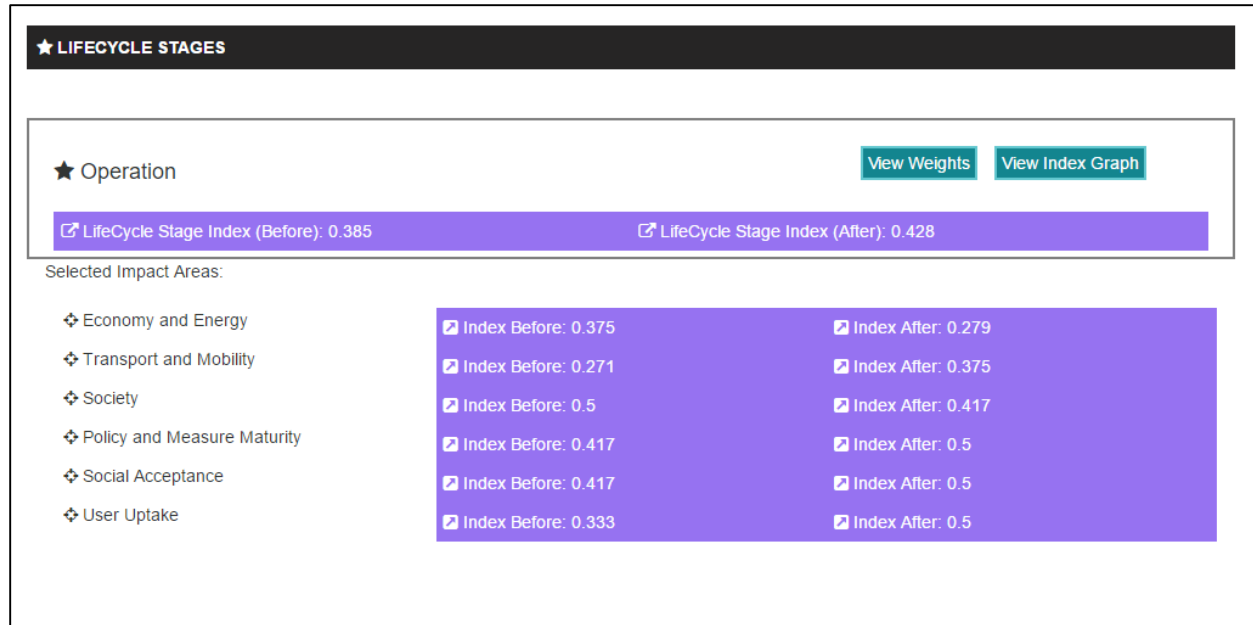 LIFECYCLE STAGES
Operation
View Weights View Index Graph
LifeCycle Stage Index (Before): 0.385 LifeCycle Stage Index (After): 0.428
Selected Impact Areas:
Economy and Energy Index Before: 0.375 Index After: 0.279
Transport and Mobility Index Before: 0.271 Index After: 0.375
Society Index Before: 0.5 Index After: 0.417
Policy and Measure Maturity Index Before: 0.417 Index After: 0.5
Social Acceptance Index Before: 0.417 Index After: 0.5
User Uptake Index Before: 0.333 Index After: 0.5